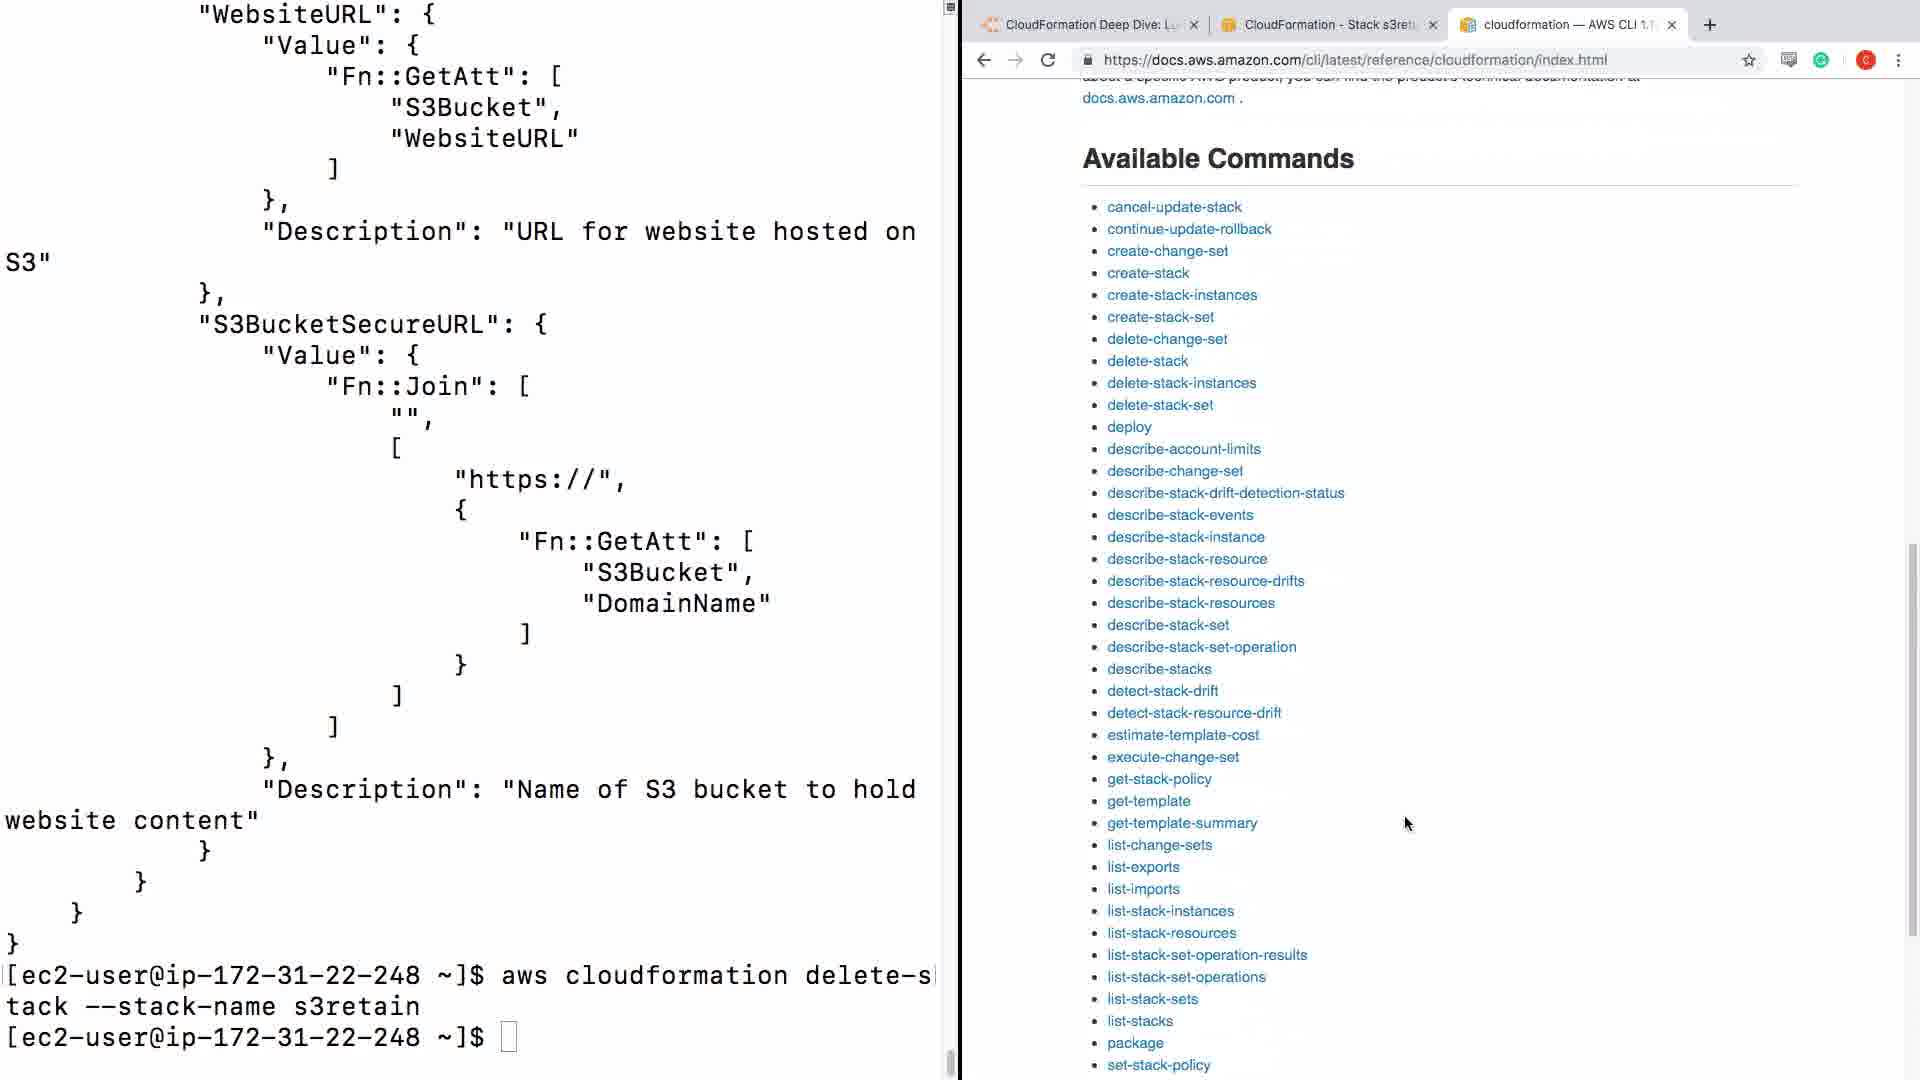 "WebsiteURL": {
"Value": {
"Fn::GetAtt": [
"S3Bucket",
"WebsiteURL"
]
},
"Description": "URL for website hosted on
S3"
},
"S3BucketSecureURL": {
"Value": {
"Fn::Join": [
"",
[
"https://",
{
"Fn::GetAtt": [
"S3Bucket",
"DomainName"
]
}
]
]
},
"Description": "Name of S3 bucket to hold
website content"
}
}
}
}
[ec2-user@ip-172-31-22-248 ~]$ aws cloudformation delete-s
tack --stack-name s3retain
[ec2-user@ip-172-31-22-248 ~]$
CloudFormation Deep Dive:
CloudFormation - Stack s3reta
cloudformation — AWS CLI 1.1
https://docs.aws.amazon.com/cli/latest/reference/cloudformation/index.html
docs.aws.amazon.com .
Available Commands
• cancel-update-stack
• continue-update-rollback
• create-change-set
• create-stack
• create-stack-instances
• create-stack-set
• delete-change-set
• delete-stack
• delete-stack-instances
• delete-stack-set
• deploy
• describe-account-limits
• describe-change-set
• describe-stack-drift-detection-status
• describe-stack-events
• describe-stack-instance
• describe-stack-resource
• describe-stack-resource-drifts
• describe-stack-resources
• describe-stack-set
• describe-stack-set-operation
• describe-stacks
• detect-stack-drift
• detect-stack-resource-drift
• estimate-template-cost
• execute-change-set
• get-stack-policy
• get-template
• get-template-summary
• list-change-sets
• list-exports
• list-imports
• list-stack-instances
• list-stack-resources
• list-stack-set-operation-results
• list-stack-set-operations
• list-stack-sets
• list-stacks
• package
• set-stack-policy